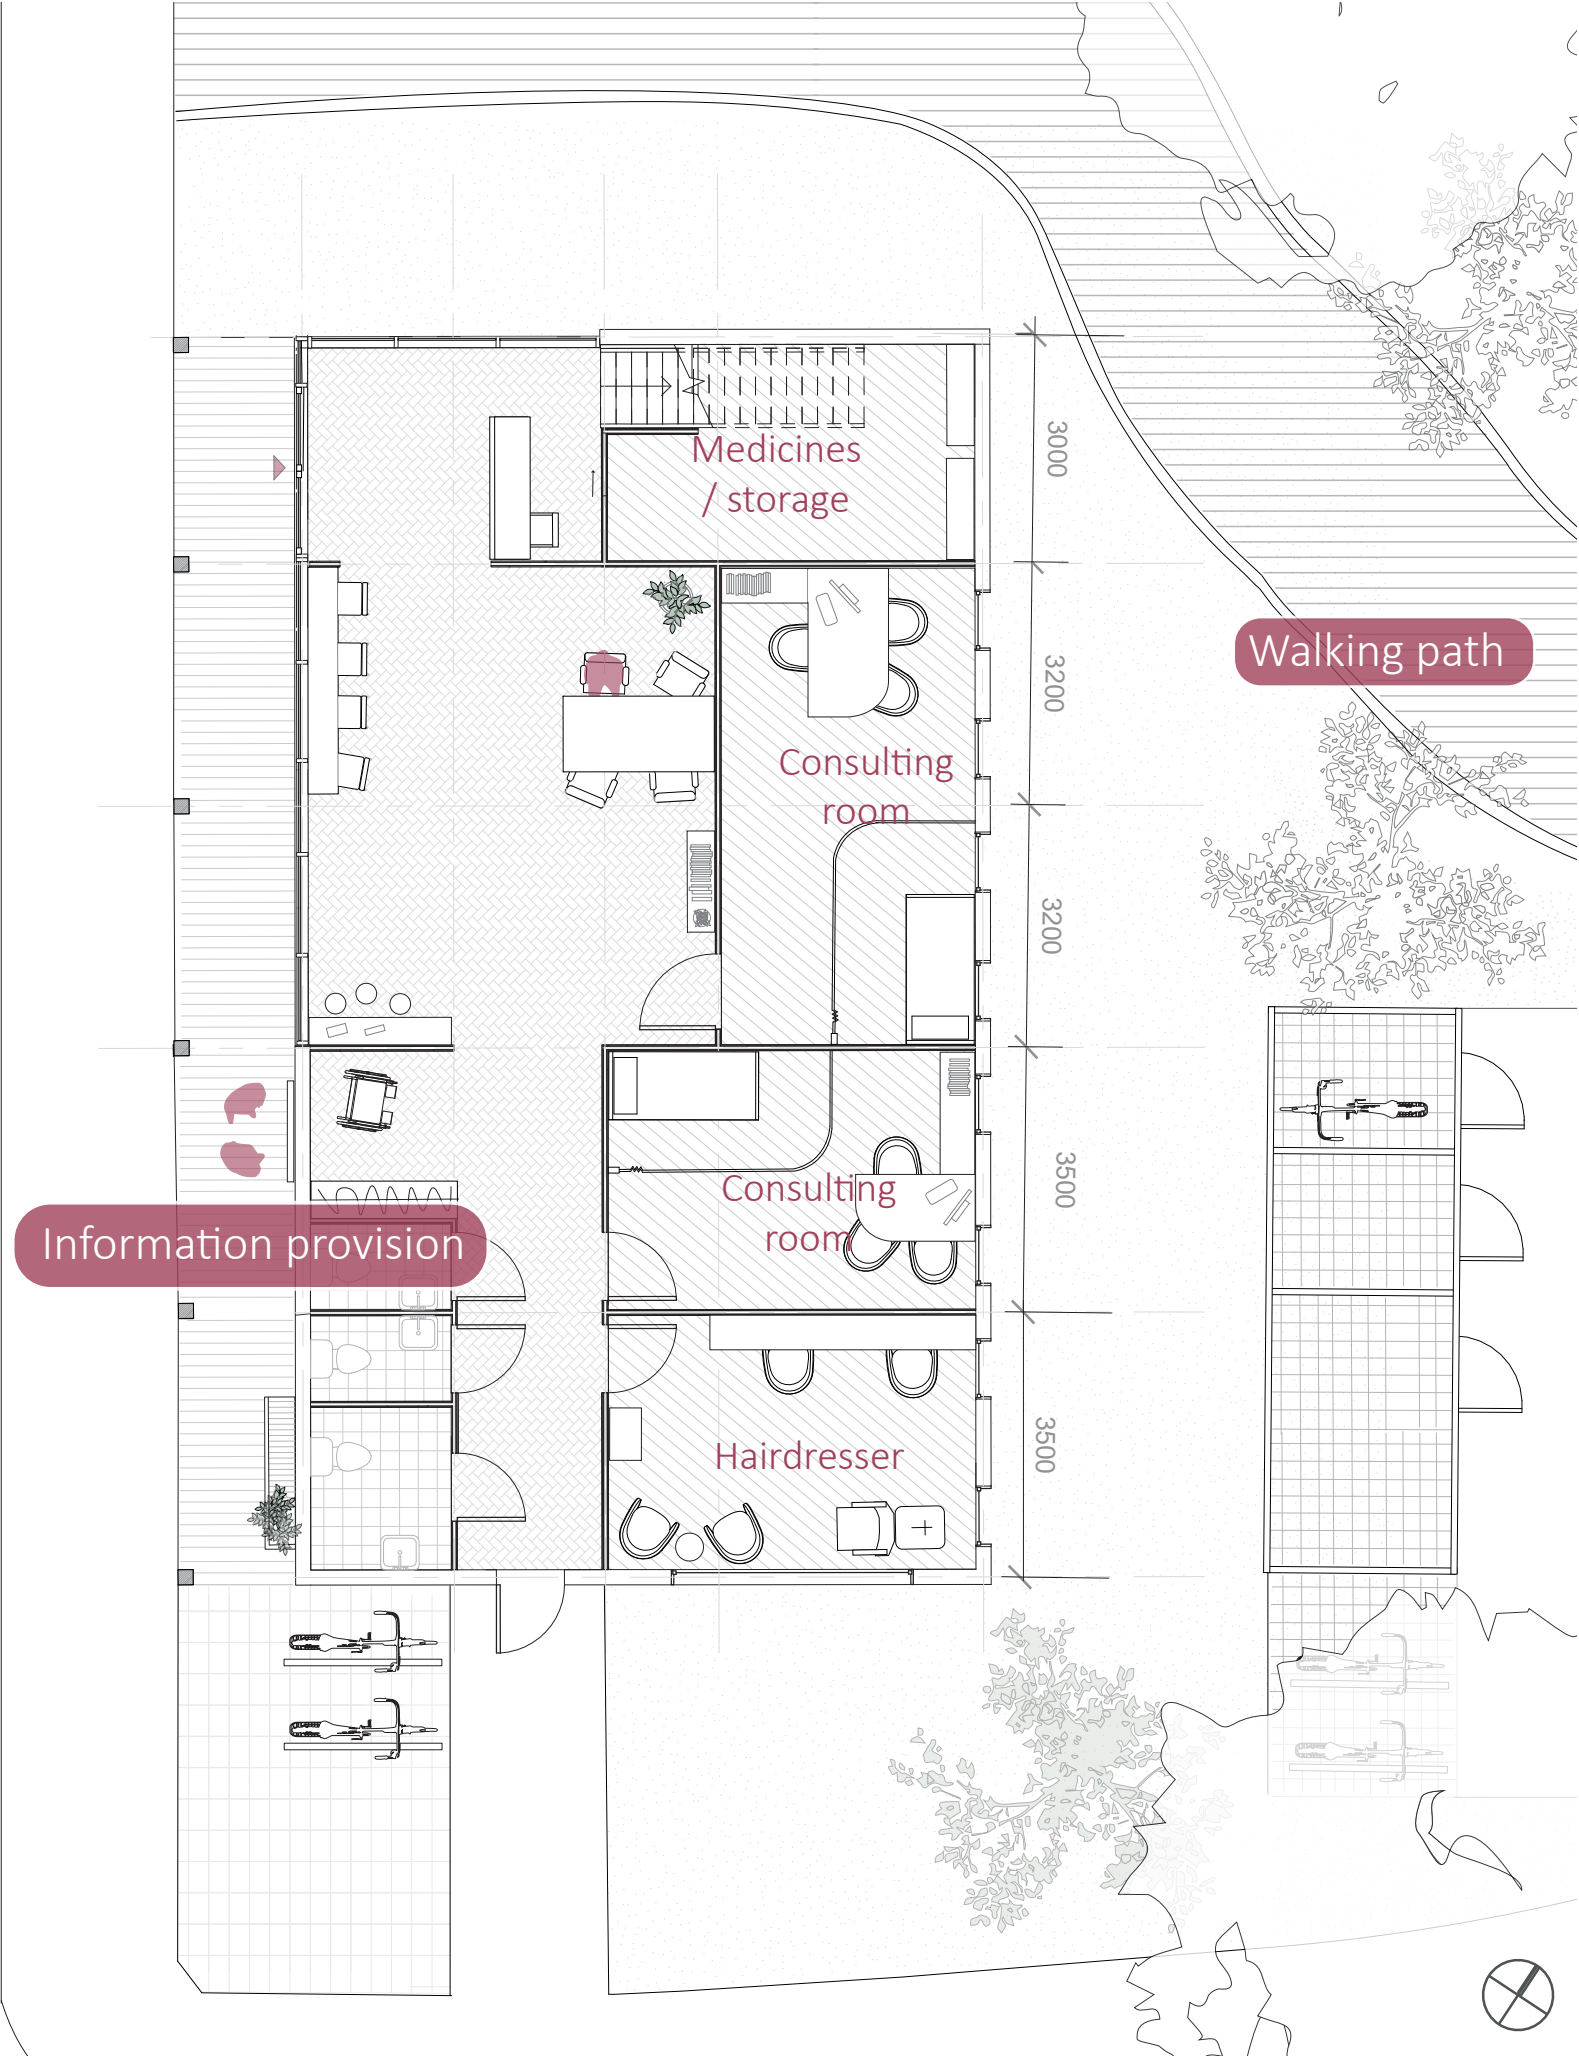 Medicines
/ storage
3000
Walking path
3200
Consulting
room
3200
Consulting
room
3500
Information provision
Hairdresser
3500